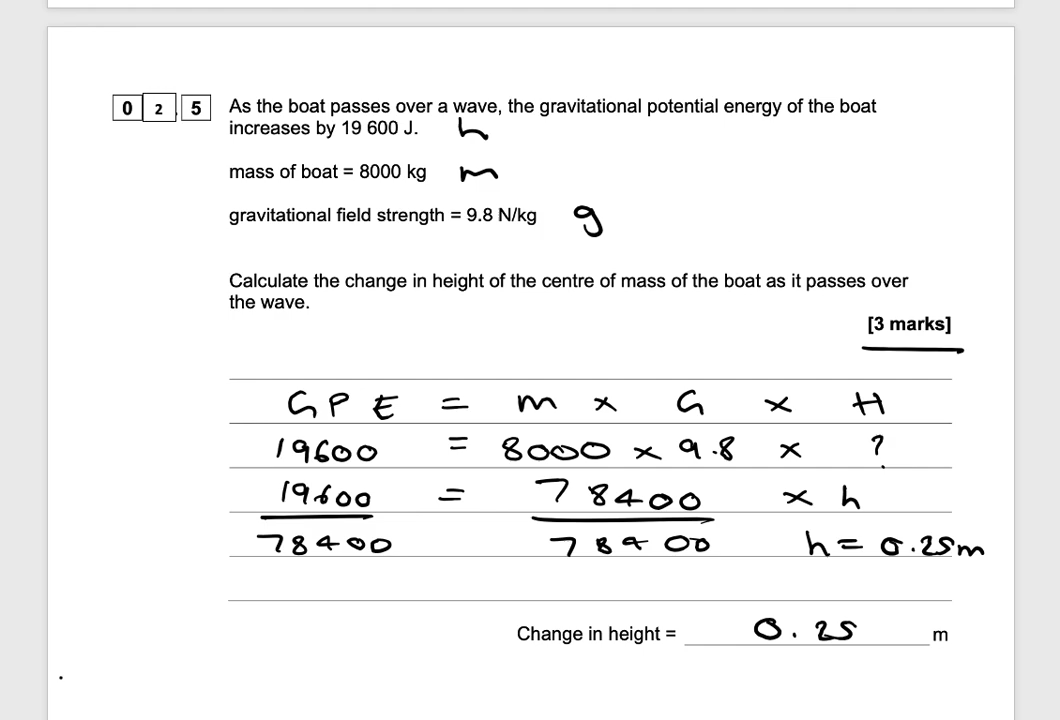 0 2 . 5 As the boat passes over a wave, the gravitational potential energy of the boat
increases by 19 600 J. h
mass of boat = 8000 kg m
gravitational field strength = 9.8 N/kg g
Calculate the change in height of the centre of mass of the boat as it passes over
the wave.
[3 marks]
GPE = m x G x H
19600 = 8000 x 9.8 x ?
19600 = 78400 x h
78400 78400 h = 0.25m
Change in height = 0.25 m